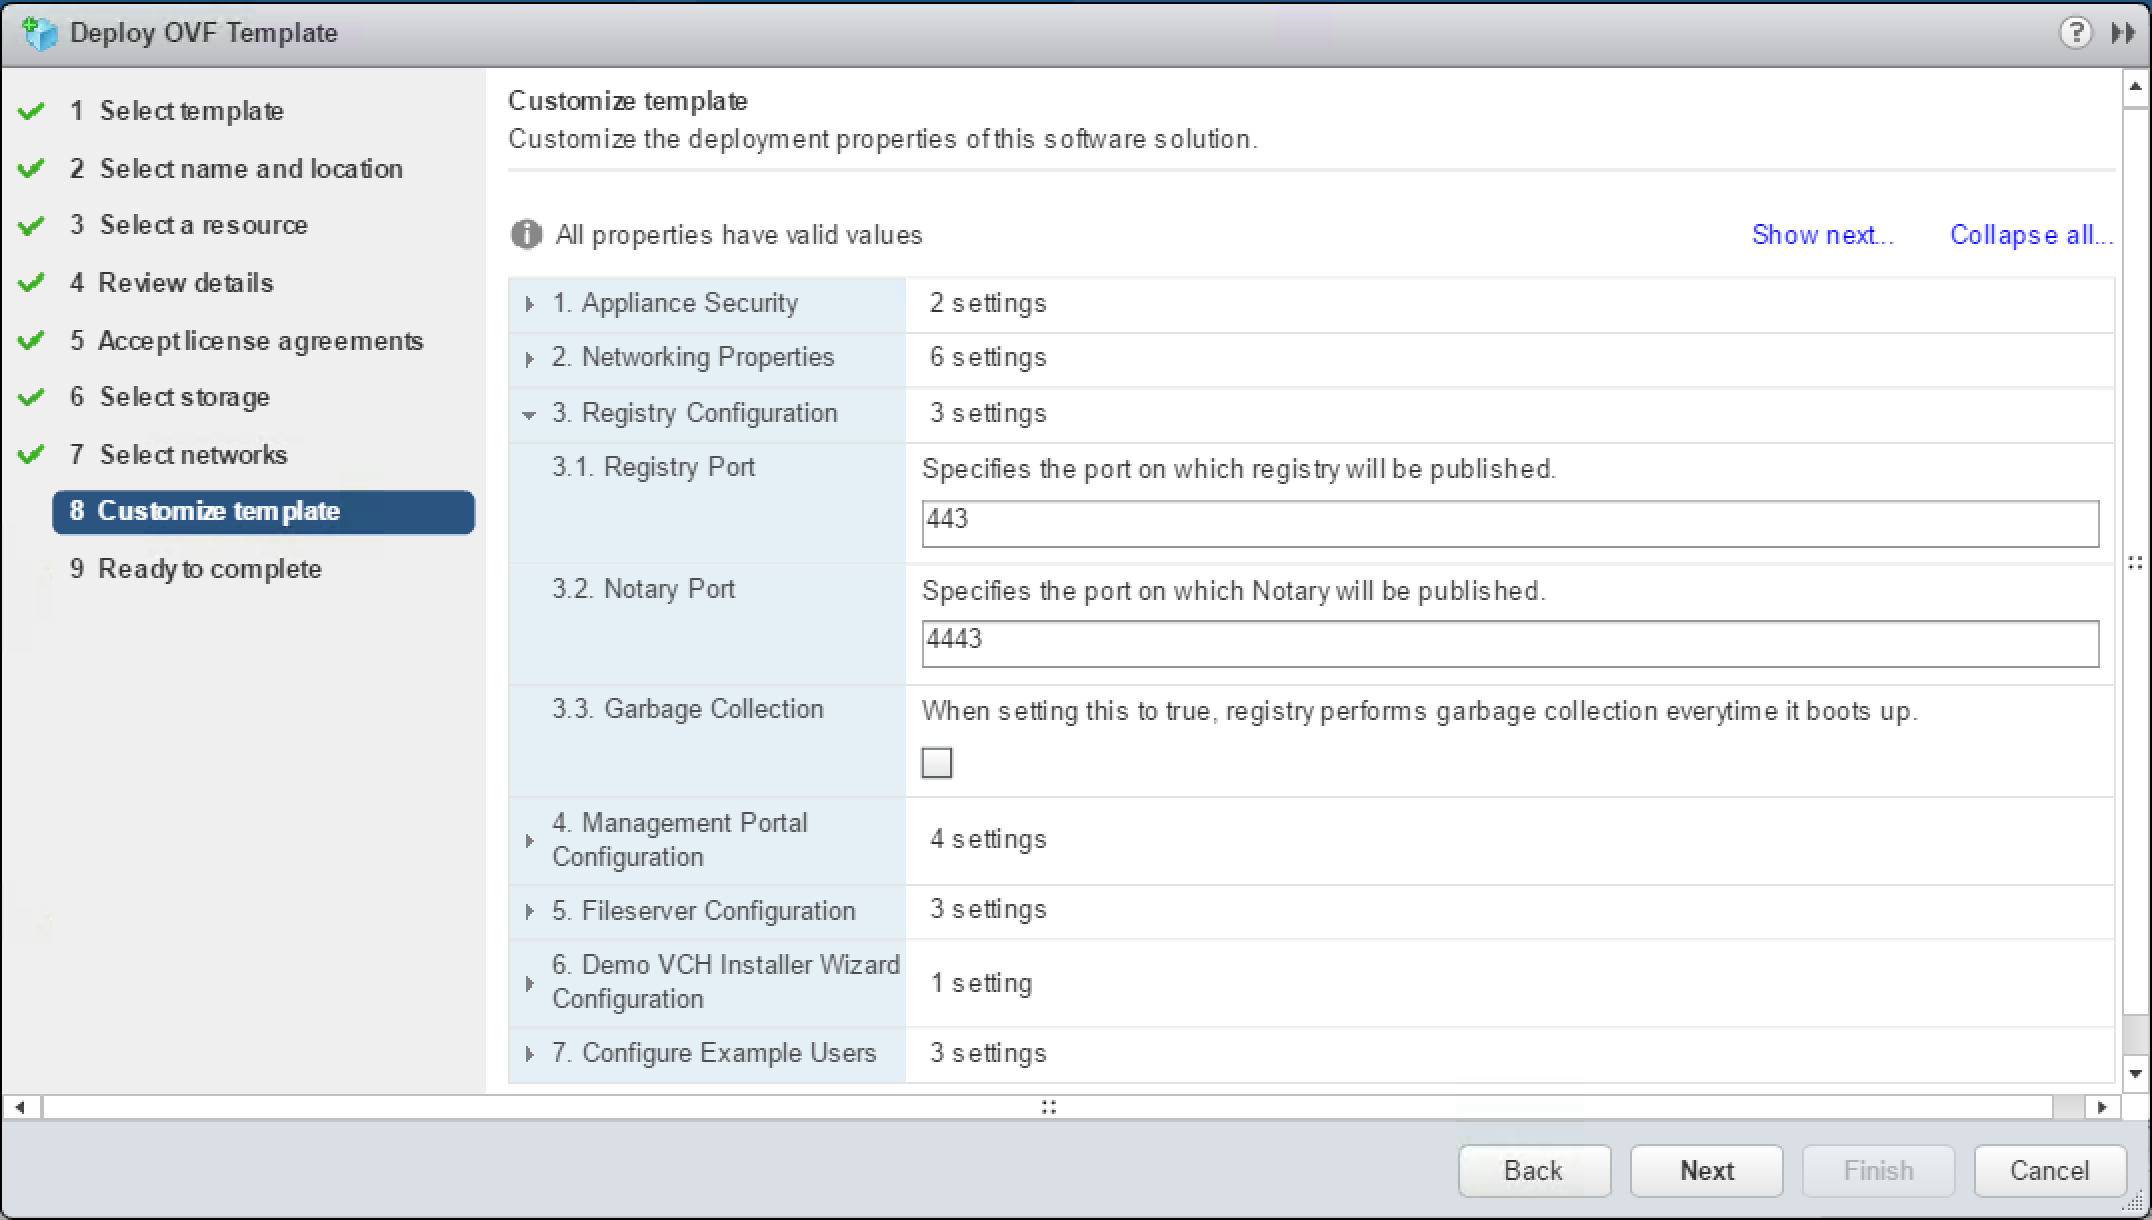 Deploy OVF Template
?
1 Select template
2 Select name and location
3 Select a resource
4 Review details
5 Accept license agreements
6 Select storage
7 Select networks
8 Customize template
9 Ready to complete
Customize template
Customize the deployment properties of this software solution.
All properties have valid values
Show next...
Collapse all...
1. Appliance Security
2 settings
2. Networking Properties
6 settings
3. Registry Configuration
3 settings
3.1. Registry Port
Specifies the port on which registry will be published.
443
3.2. Notary Port
Specifies the port on which Notary will be published.
4443
3.3. Garbage Collection
When setting this to true, registry performs garbage collection everytime it boots up.
4. Management Portal
Configuration
4 settings
5. Fileserver Configuration
3 settings
6. Demo VCH Installer Wizard
Configuration
1 setting
7. Configure Example Users
3 settings
Back
Next
Finish
Cancel